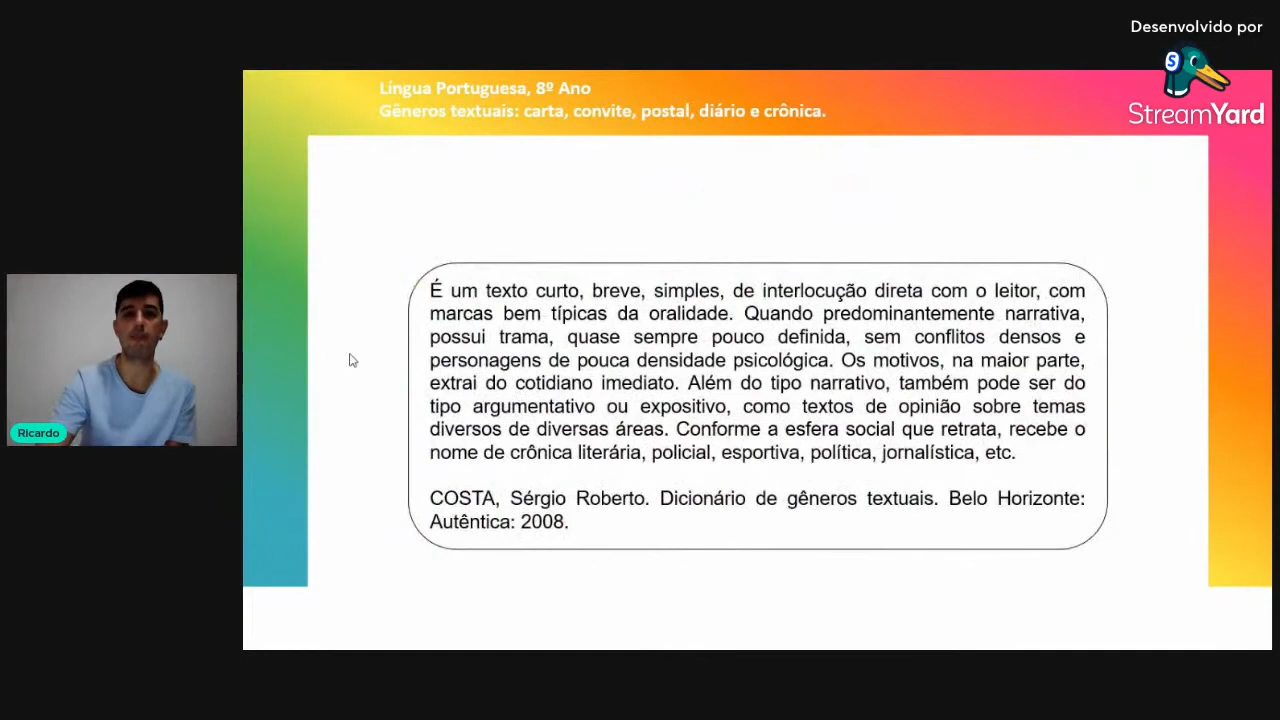 Desenvolvido por
S
StreamYard
Língua Portuguesa, 8º Ano
Gêneros textuais: carta, convite, postal, diário e crônica.
É um texto curto, breve, simples, de interlocução direta com o leitor, com
marcas bem típicas da oralidade. Quando predominantemente narrativa,
possui trama, quase sempre pouco definida, sem conflitos densos e
personagens de pouca densidade psicológica. Os motivos, na maior parte,
extrai do cotidiano imediato. Além do tipo narrativo, também pode ser do
tipo argumentativo ou expositivo, como textos de opinião sobre temas
diversos de diversas áreas. Conforme a esfera social que retrata, recebe o
nome de crônica literária, policial, esportiva, política, jornalística, etc.
COSTA, Sérgio Roberto. Dicionário de gêneros textuais. Belo Horizonte:
Autêntica: 2008.
Ricardo